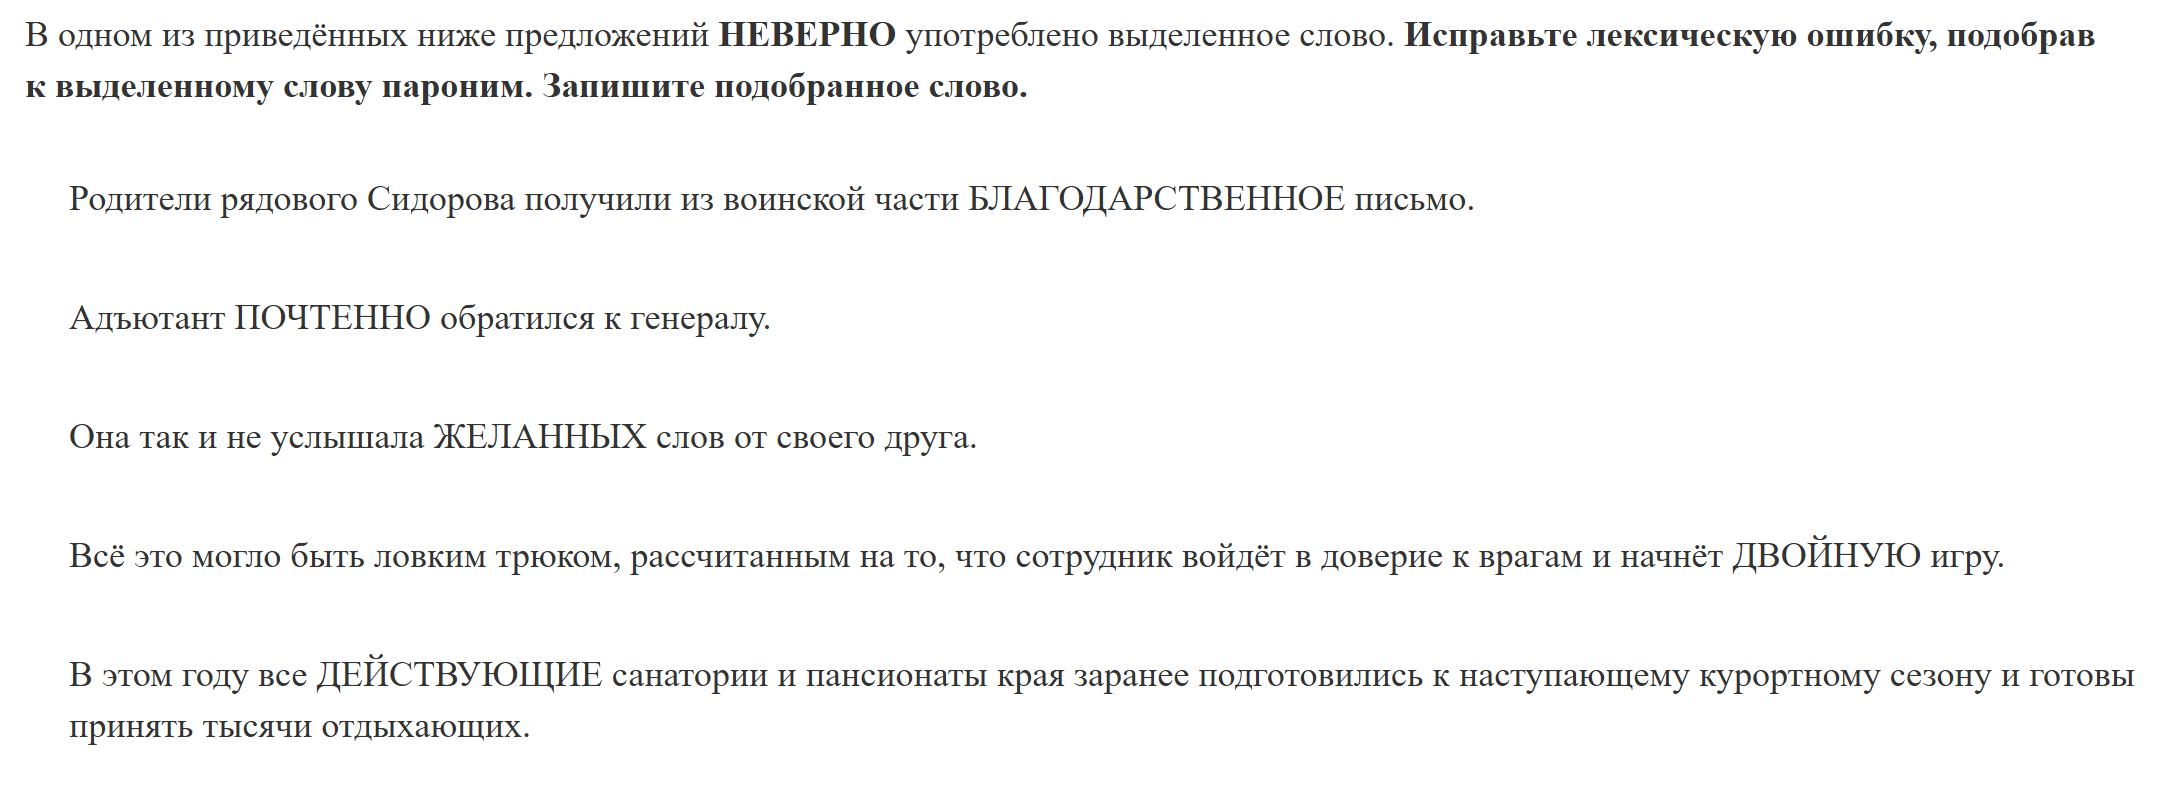 В одном из приведённых ниже предложений НЕВЕРНО употреблено выделенное слово. Исправьте лексическую ошибку, подобрав
к выделенному слову пароним. Запишите подобранное слово.
Родители рядового Сидорова получили из воинской части БЛАГОДАРСТВЕННОЕ письмо.
Адъютант ПОЧТЕННО обратился к генералу.
Она так и не услышала ЖЕЛАННЫХ слов от своего друга.
Всё это могло быть ловким трюком, рассчитанным на то, что сотрудник войдёт в доверие к врагам и начнёт ДВОЙНУЮ игру.
В этом году все ДЕЙСТВУЮЩИЕ санатории и пансионаты края заранее подготовились к наступающему курортному сезону и готовы
принять тысячи отдыхающих.